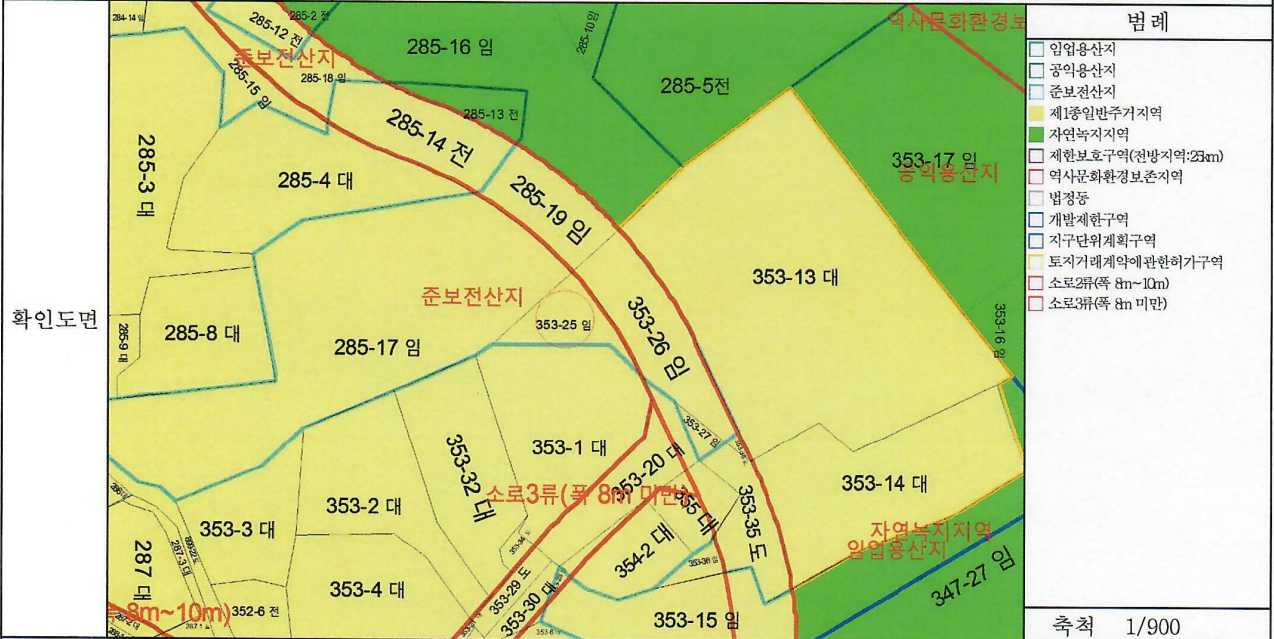 확인도면
284-14 임
285-12 전
285-2 전
준보전산지
285-15 임
285-18 임
285-16 임
285-10 임
285-5전
역사문화환경보
285-13 전
285-14 전
285-3 대
285-4 대
285-19 임
353-17 임
공익용산지
353-13 대
준보전산지
353-25 임
353-26 임
353-16 임
285-9 대
285-8 대
285-17 임
353-27 임
353-1 대
353-32 대
353-20 대
소로3류(폭 8m 미만)
355 대
353-35 도
353-14 대
353-2 대
353-3 대
287-3 대
287 대
354-2 대
자연녹지지역
임업용산지
347-27 임
353-4 대
353-29 도
353-30 대
352-6 전
8m~10m)
353-15 임
범례
임업용산지
공익용산지
준보전산지
제1종일반주거지역
자연녹지지역
제한보호구역(전방지역:25km)
역사문화환경보존지역
법정동
개발제한구역
지구단위계획구역
토지거래계약에관한허가구역
소로2류(폭 8m~10m)
소로3류(폭 8m 미만)
축척 1/900